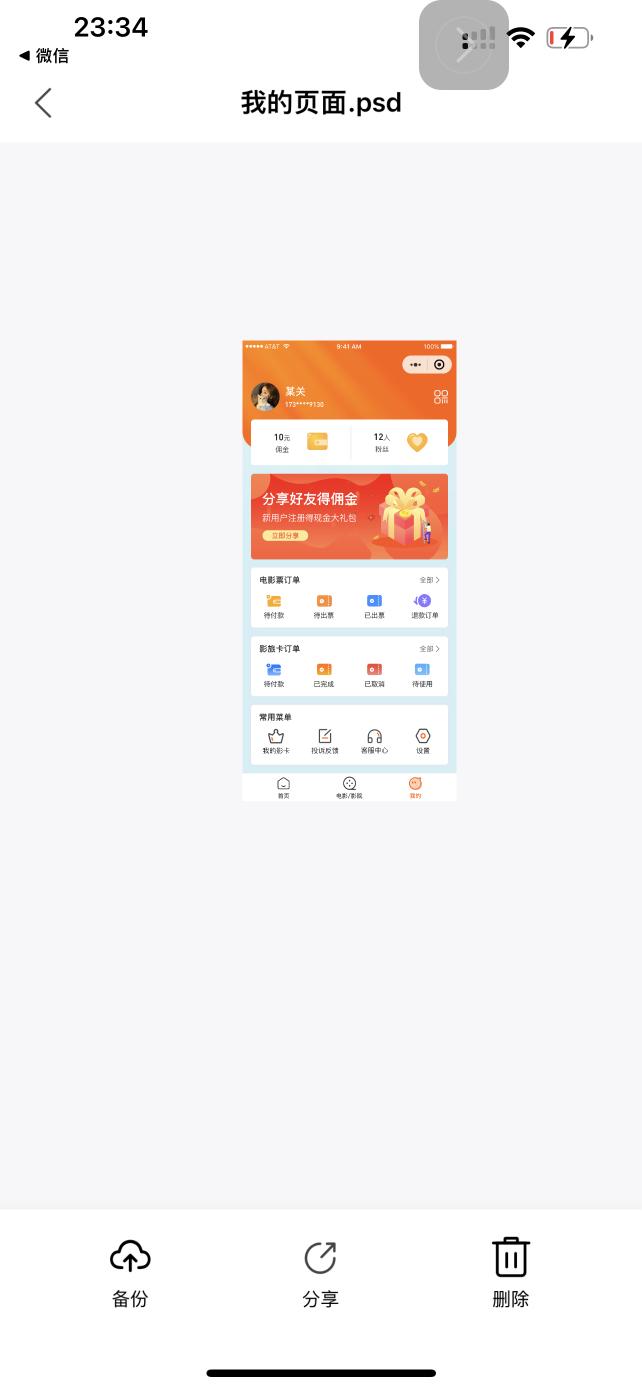 23:34
◀ 微信
我的页面.psd
AT&T
9:41 AM
100%
某关
173****9130
10元
佣金
12人
粉丝
分享好友得佣金
新用户注册得现金大礼包
立即分享
电影票订单
全部
待付款
待出票
已出票
退款订单
影旅卡订单
全部
待付款
已完成
已取消
待使用
常用菜单
我的影卡
投诉反馈
客服中心
设置
首页
电影/影院
我的
备份
分享
删除